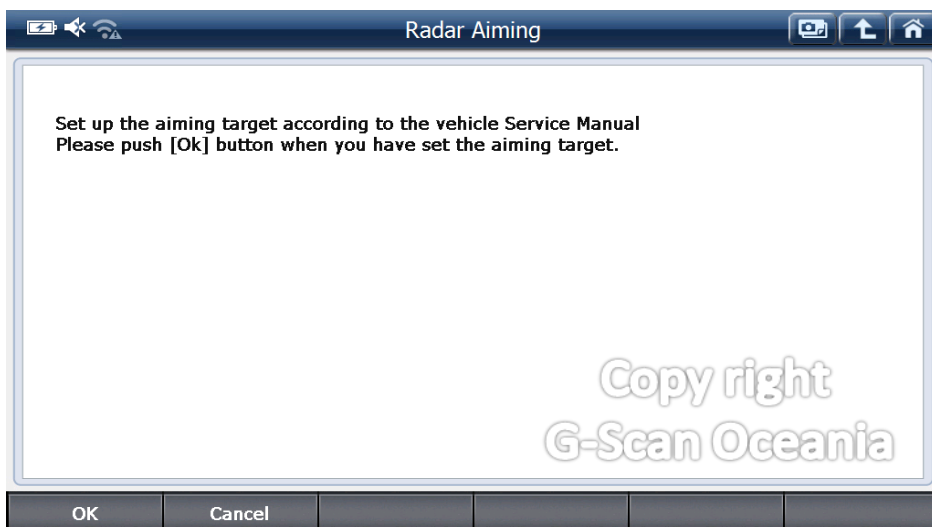 Radar Aiming
Set up the aiming target according to the vehicle Service Manual
Please push [Ok] button when you have set the aiming target.
Copy right
G-Scan Oceania
OK Cancel